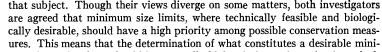 that subject. Though their views diverge on some matters, both investigators
are agreed that minimum size limits, where technically feasible and biologi-
cally desirable, should have a high priority among possible conservation meas-
ures. This means that the determination of what constitutes a desirable mini-